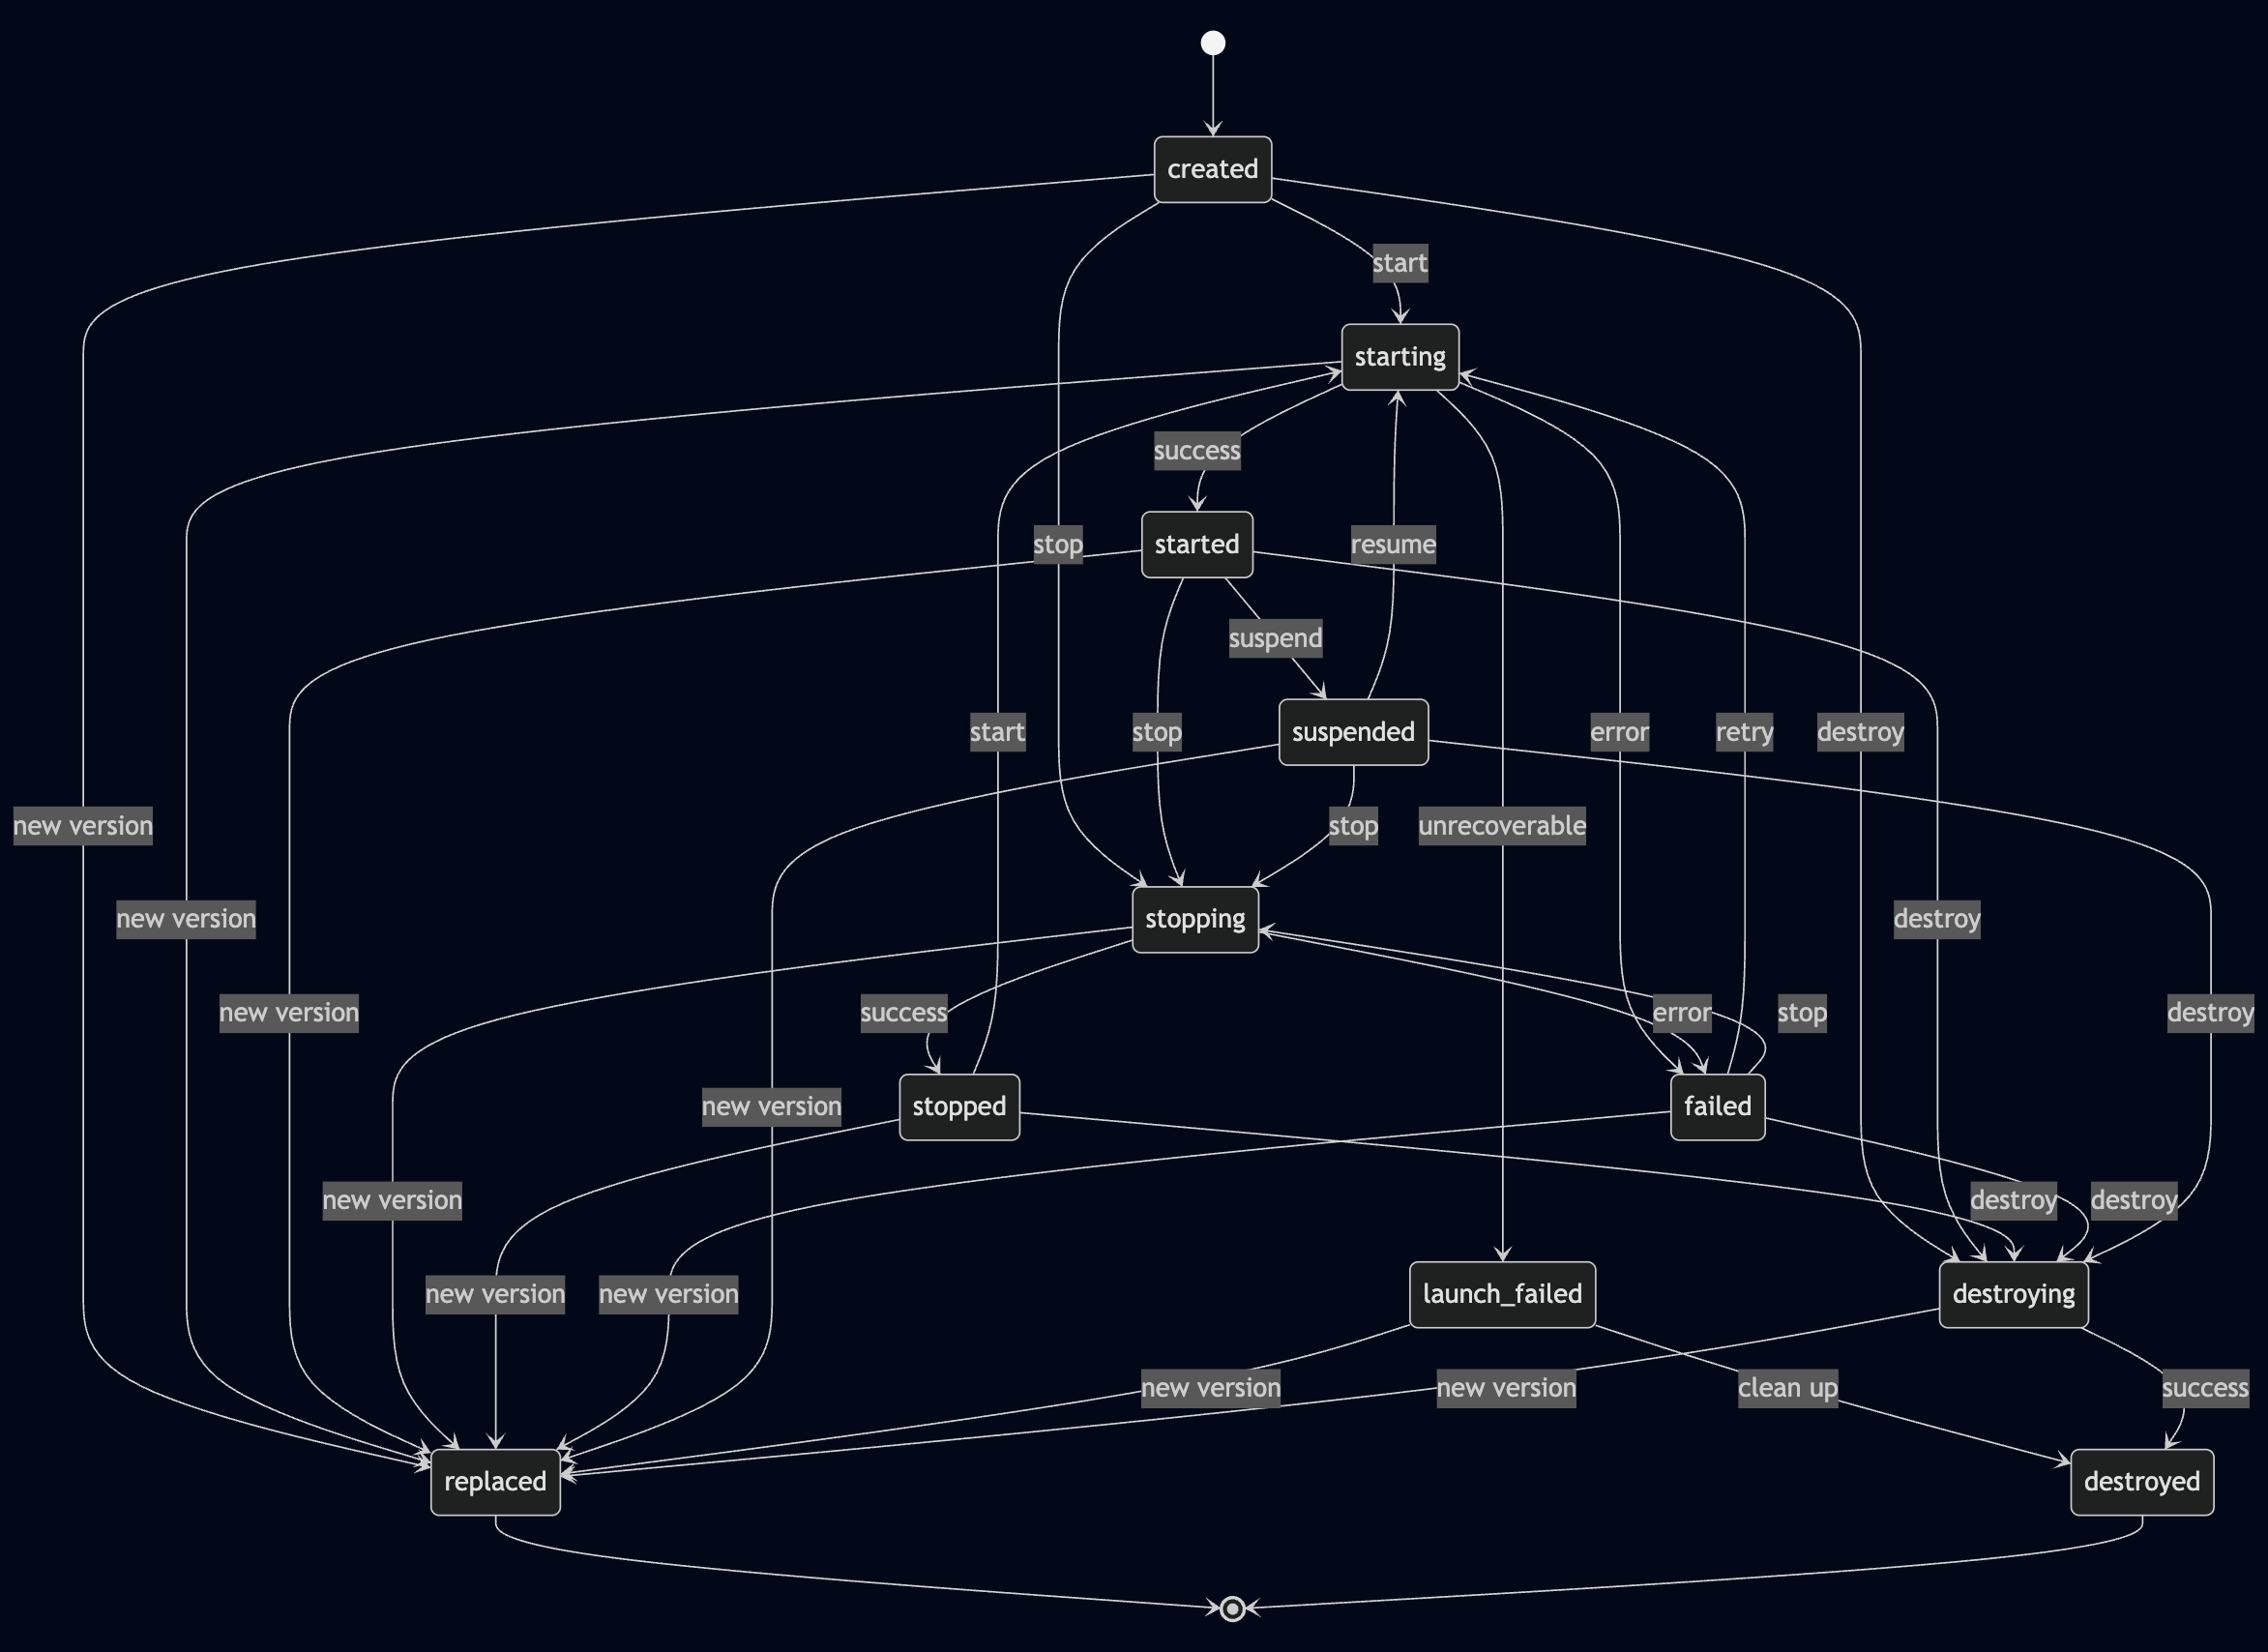 created
start
starting
success
stop
started
resume
suspend
start
stop
suspended
error
retry
destroy
new version
stop
unrecoverable
new version
stopping
destroy
new version
success
error
stop
destroy
new version
stopped
failed
new version
destroy
destroy
new version
new version
launch_failed
destroying
new version
new version
clean up
success
replaced
destroyed